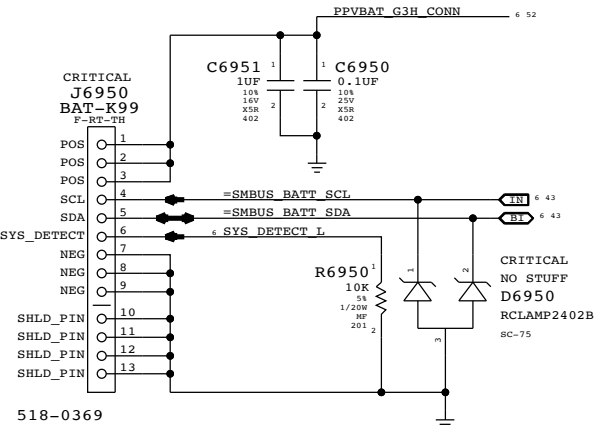 PPVBAT_G3H_CONN 6 52
C6951
1UF
10%
16V
X5R
402
1
2
C6950
0.1UF
10%
25V
X5R
402
1
2
CRITICAL
J6950
BAT-K99
F-RT-TH
POS 1
POS 2
POS 3
SCL 4 =SMBUS_BATT_SCL IN 6 43
SDA 5 =SMBUS_BATT_SDA BI 6 43
SYS_DETECT 6 6 SYS_DETECT_L
NEG 7
NEG 8
NEG 9
SHLD_PIN 10
SHLD_PIN 11
SHLD_PIN 12
SHLD_PIN 13
R6950
10K
5%
1/20W
MF
201
1
2
1
2
3
CRITICAL
NO STUFF
D6950
RCLAMP2402B
SC-75
518-0369